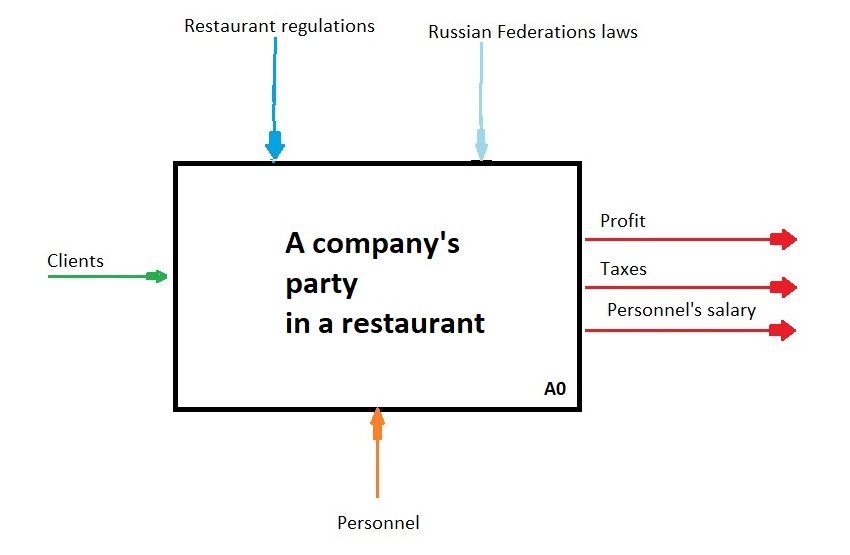 Restaurant regulations
Russian Federations laws
Clients
A company's
party
in a restaurant
Profit
Taxes
Personnel's salary
A0
Personnel